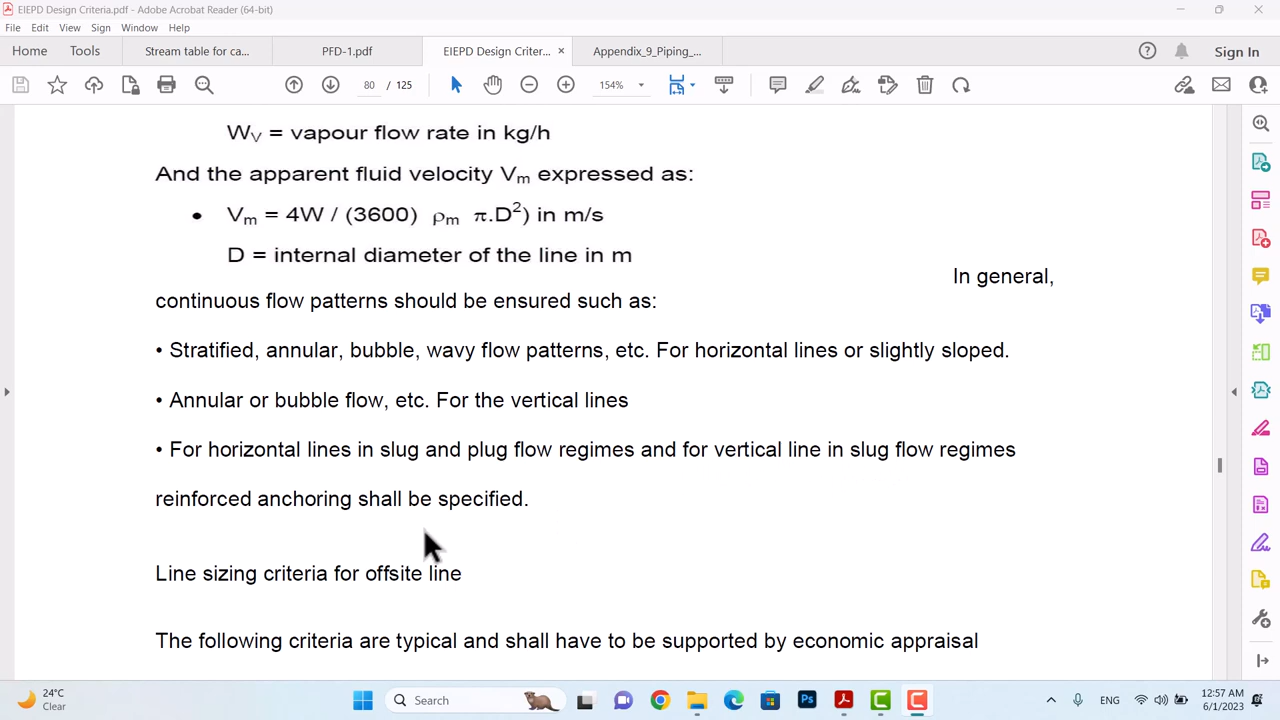 EIEPD Design Criteria.pdf - Adobe Acrobat Reader (64-bit)
File Edit View Sign Window Help
Home Tools Stream table for ca... PFD-1.pdf EIEPD Design Criter... × Appendix_9_Piping_... Sign In
80 / 125 154%
Wv = vapour flow rate in kg/h
And the apparent fluid velocity Vm expressed as:
• Vm = 4W / (3600) ρm π.D²) in m/s
D = internal diameter of the line in m
In general,
continuous flow patterns should be ensured such as:
• Stratified, annular, bubble, wavy flow patterns, etc. For horizontal lines or slightly sloped.
• Annular or bubble flow, etc. For the vertical lines
• For horizontal lines in slug and plug flow regimes and for vertical line in slug flow regimes
reinforced anchoring shall be specified.
Line sizing criteria for offsite line
The following criteria are typical and shall have to be supported by economic appraisal
24°C
Clear
Search
Ps
ENG
12:57 AM
6/1/2023